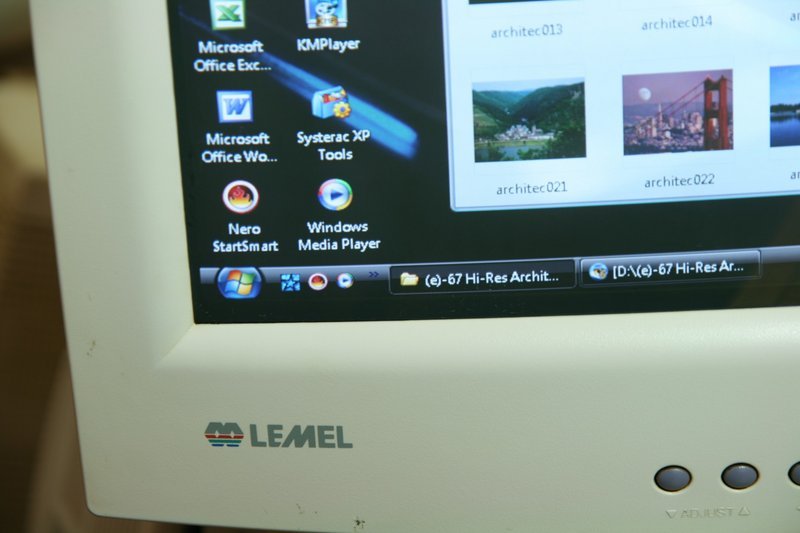 Microsoft
Office Exc...
KMPlayer
architec013
architec014
Microsoft
Office Wo...
Systerac XP
Tools
architec021
architec022
Nero
StartSmart
Windows
Media Player
(e)-67 Hi-Res Archit...
[D:\(e)-67 Hi-Res Ar...
LEMEL
ADJUST